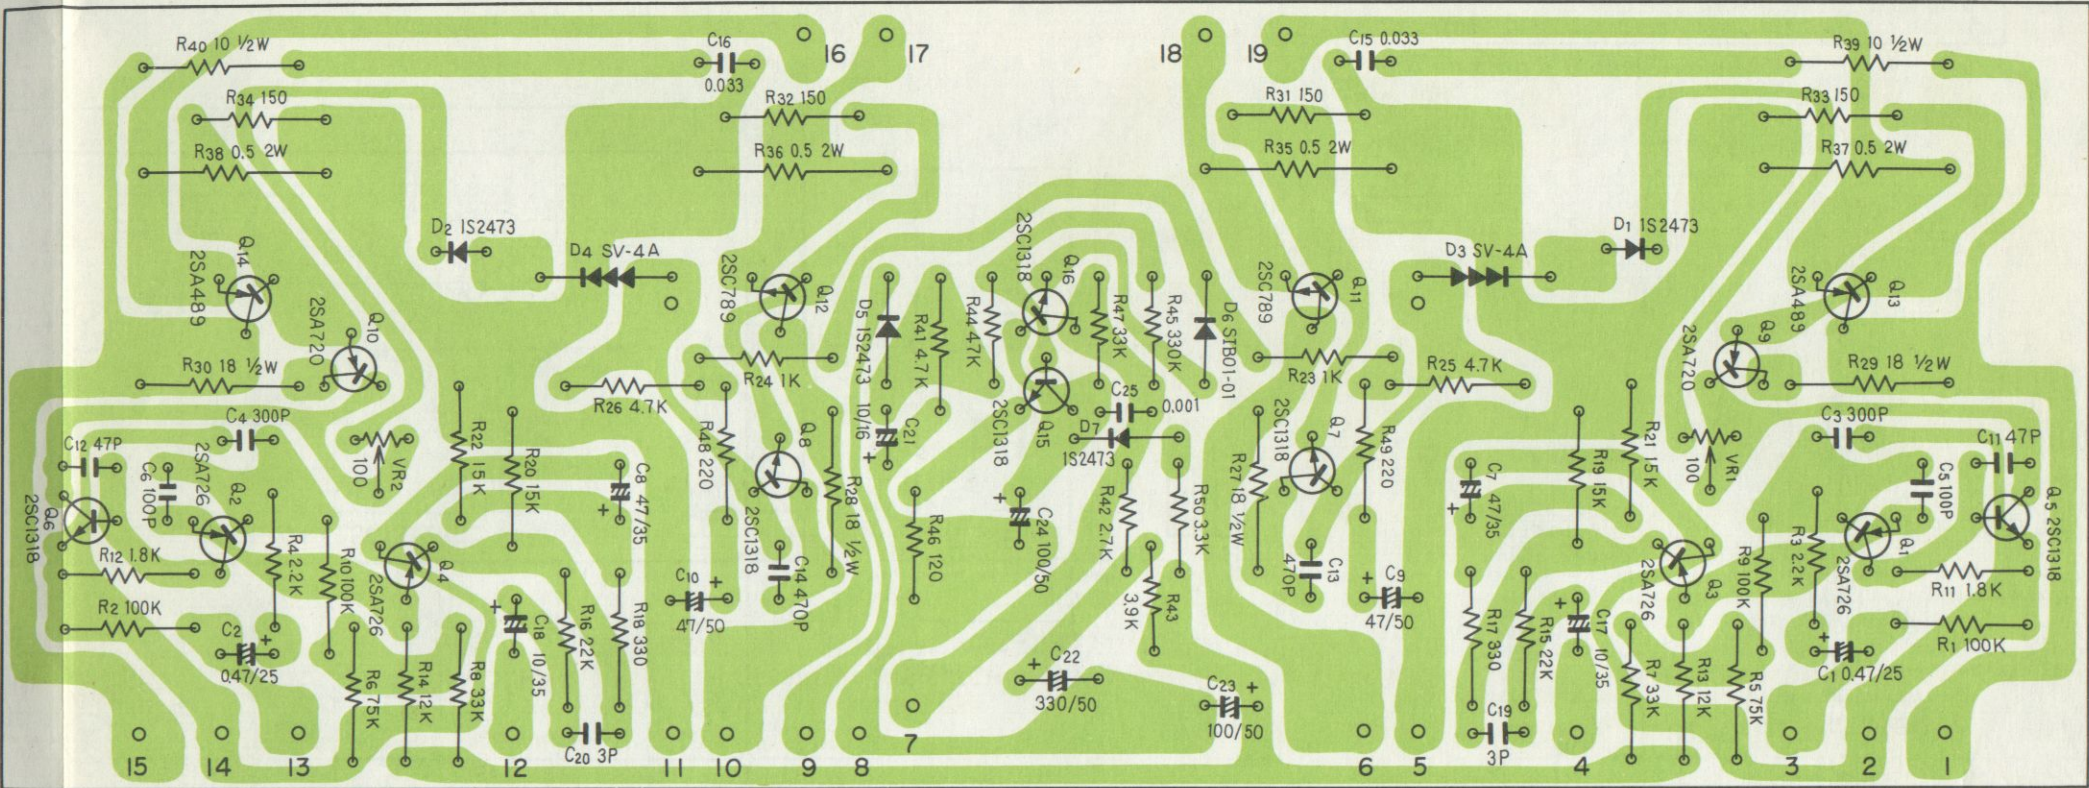 R40 10 ½W
C16
0.033
16
17
18
19
C15 0.033
R39 10 ½W
R34 150
R32 150
R31 150
R33 150
R38 0.5 2W
R36 0.5 2W
R35 0.5 2W
R37 0.5 2W
D2 1S2473
D4 SV-4A
D3 SV-4A
D1 1S2473
Q14
2SA489
Q10
2SA720
2SC789
Q12
D5 1S2473
R41 4.7K
R44 47K
2SC1318
Q16
R47 33K
R45 330K
D6 SIB01-01
2SC789
Q11
2SA720
Q9
2SA489
Q13
R30 18 ½W
R26 4.7K
R24 1K
R23 1K
R25 4.7K
R29 18 ½W
C4 300P
C12 47P
C6 100P
2SA726
Q2
Q6
2SC1318
100
VR2
R22 15K
R20 15K
C8 47/35
+
R48 220
Q8
2SC1318
R28 18 ½W
10/16
C21
+
2SC1318
Q15
C25
0.001
D7
1S2473
R27 18 ½W
2SC1318
Q7
R49 220
C7 47/35
+
R19 15K
R21 15K
100
VR1
C3 300P
C11 47P
C5 100P
Q5 2SC1318
R12 1.8K
R2 100K
C2
+
0.47/25
R4 2.2K
R10 100K
2SA726
Q4
+
C18 10/35
R16 22K
R18 330
C10
+
47/50
C14 470P
R46 120
+
C24 100/50
R42 2.7K
R50 3.3K
3.9K
R43
470P
C13
+
C9
47/50
R17 330
R15 22K
+
C17 10/35
2SA726
Q3
R9 100K
R3 2.2K
2SA726
Q1
R11 1.8K
R1 100K
+
C1 0.47/25
R6 75K
R14 12K
R8 33K
C20 3P
+
C22
330/50
C23
+
100/50
C19
3P
R7 33K
R13 12K
R5 75K
15
14
13
12
11
10
9
8
7
6
5
4
3
2
1